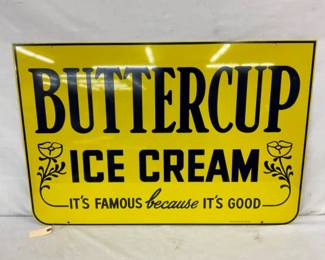 BUTTERCUP
ICE CREAM
IT'S FAMOUS because IT'S GOOD